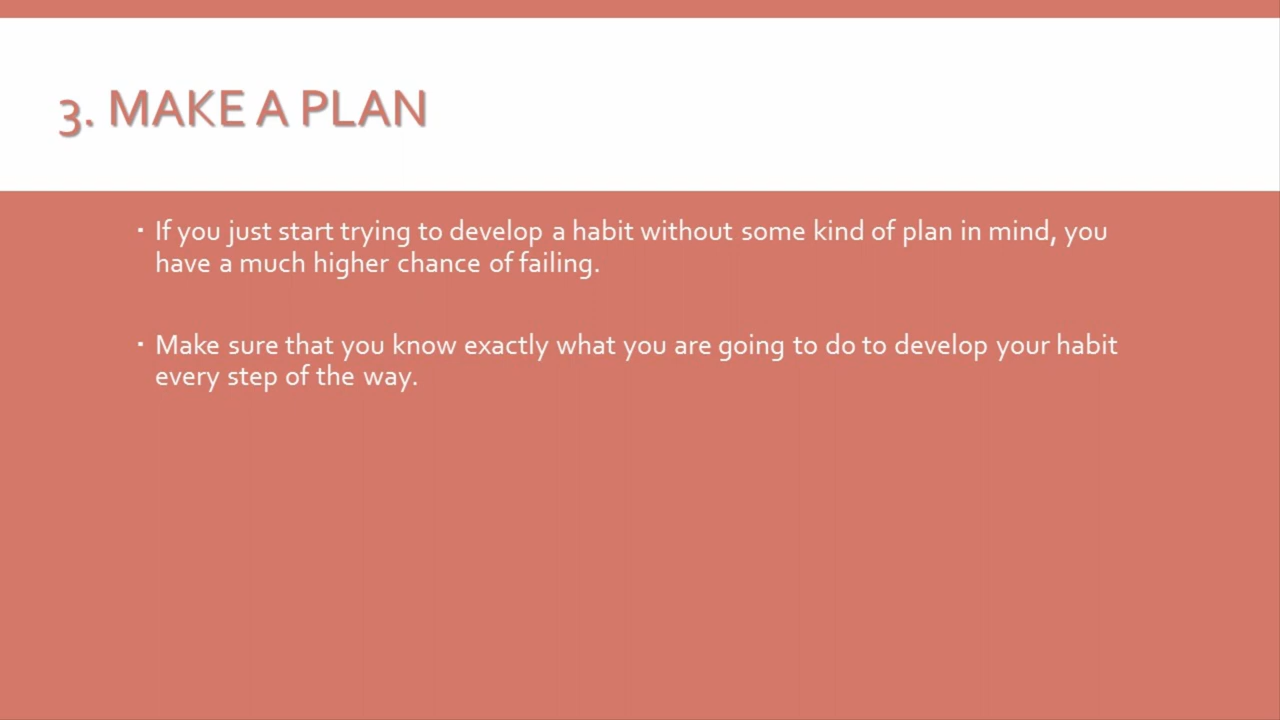 3. MAKE A PLAN
▪ If you just start trying to develop a habit without some kind of plan in mind, you
have a much higher chance of failing.
▪ Make sure that you know exactly what you are going to do to develop your habit
every step of the way.